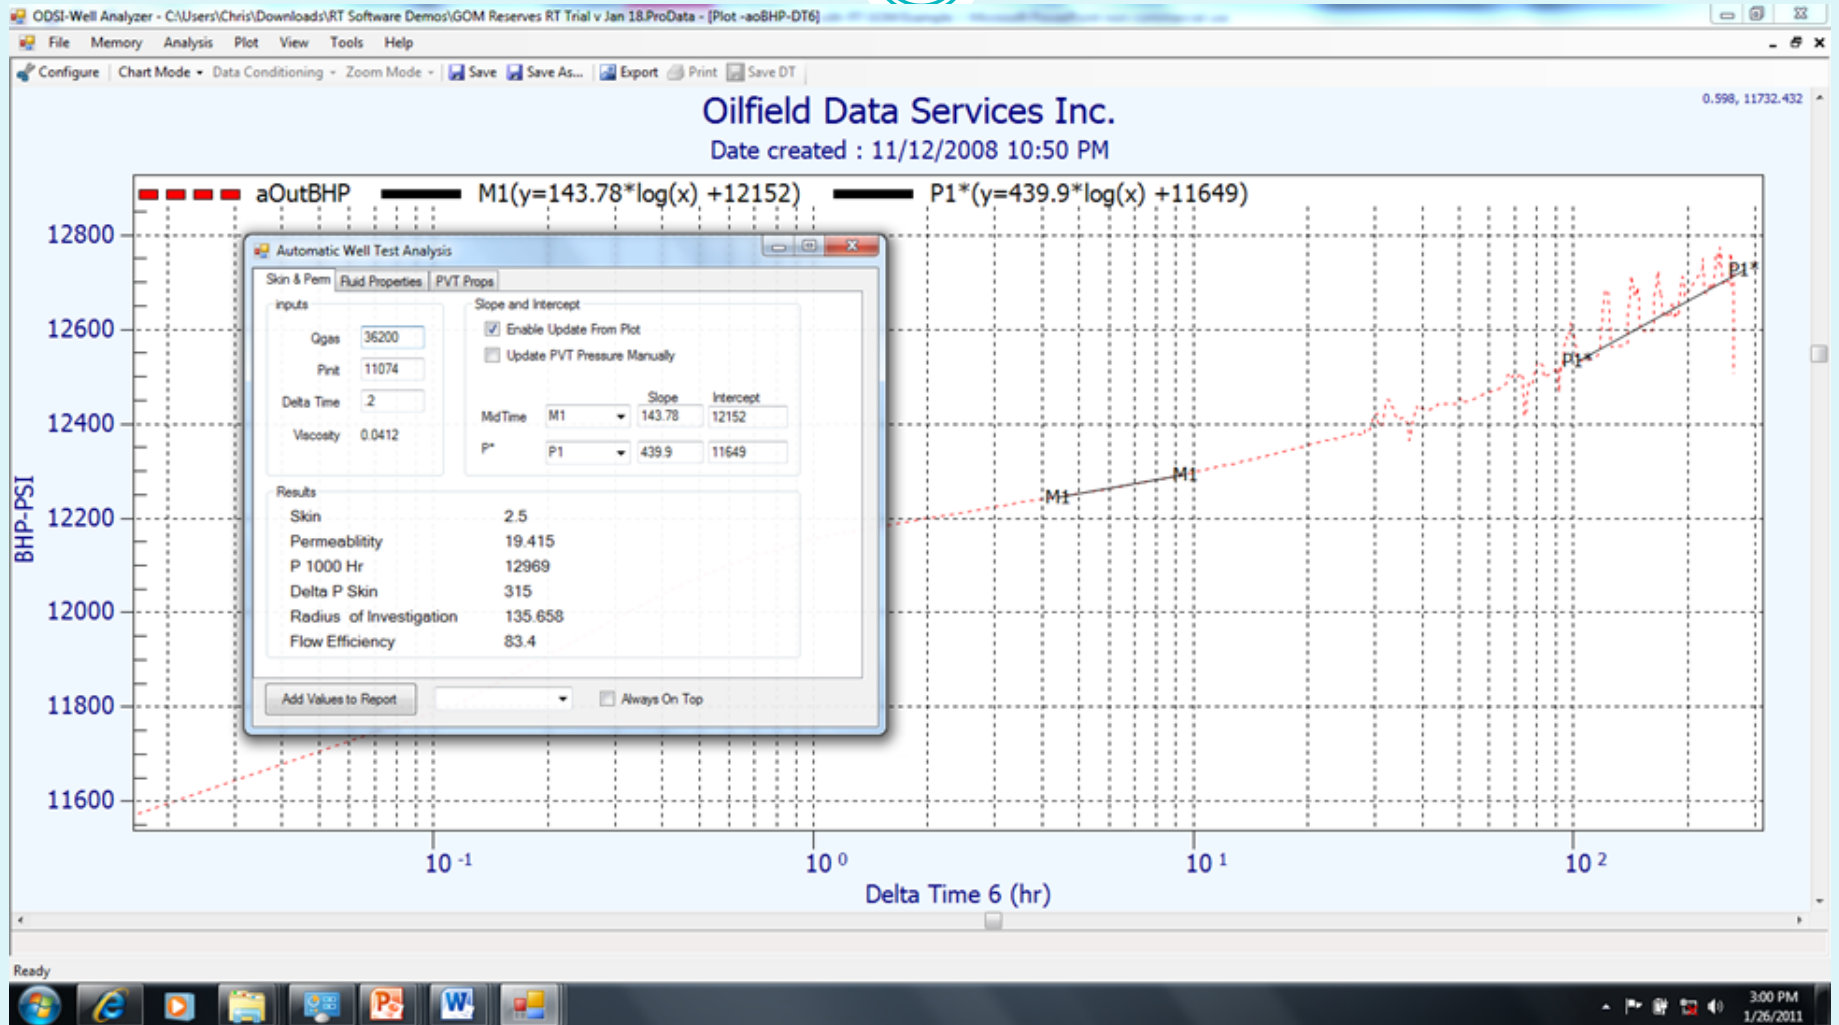 ODSI-Well Analyzer - C:\Users\Chris\Downloads\RT Software Demos\GOM Reserves RT Trial v Jan 18.ProData - [Plot -aoBHP-DT6]
File Memory Analysis Plot View Tools Help
Configure Chart Mode Data Conditioning Zoom Mode Save Save As... Export Print Save DT
0.598, 11732.432
Oilfield Data Services Inc.
Date created : 11/12/2008 10:50 PM
aOutBHP M1(y=143.78*log(x) +12152) P1*(y=439.9*log(x) +11649)
BHP-PSI
12800
12600
12400
12200
12000
11800
11600
Automatic Well Test Analysis
Skin & Perm Fluid Properties PVT Props
inputs
Qgas 36200
Pinit 11074
Delta Time .2
Viscosity 0.0412
Slope and Intercept
Enable Update From Plot
Update PVT Pressure Manually
Slope Intercept
MidTime M1 143.78 12152
P* P1 439.9 11649
Results
Skin 2.5
Permeablitity 19.415
P 1000 Hr 12969
Delta P Skin 315
Radius of Investigation 135.658
Flow Efficiency 83.4
Add Values to Report
Always On Top
M1
M1
P1*
P1*
10 -1
10 0
10 1
10 2
Delta Time 6 (hr)
Ready
3:00 PM
1/26/2011